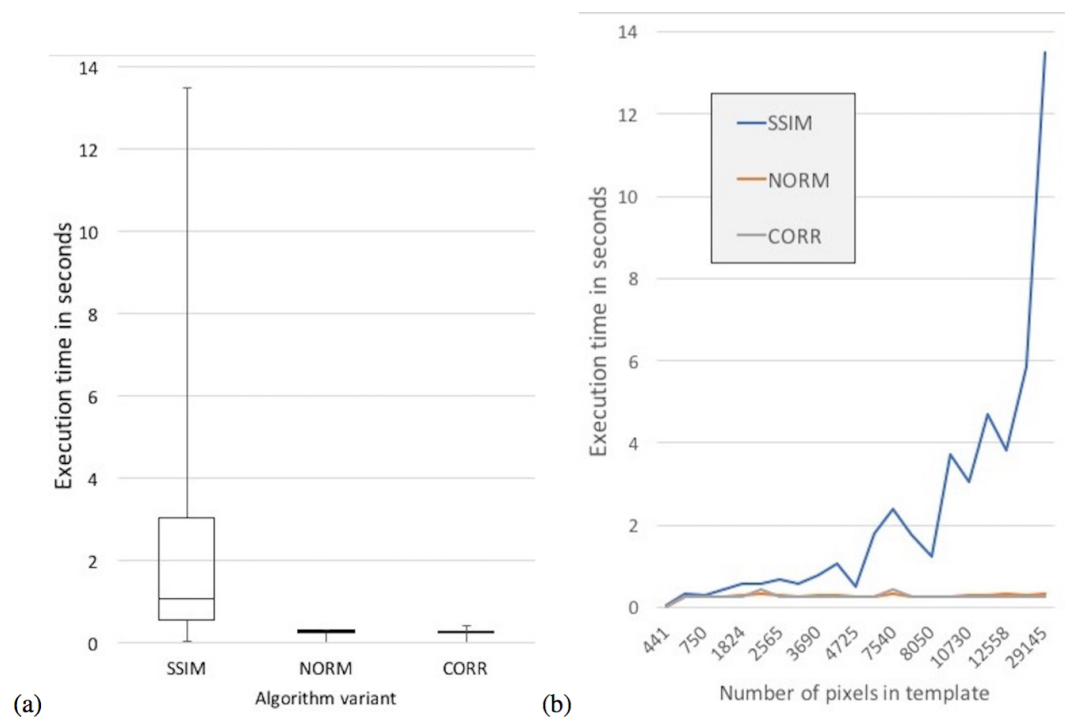 14
12
10
8
6
4
2
0
Execution time in seconds
SSIM
NORM
CORR
Algorithm variant
(a)
14
12
10
8
6
4
2
0
Execution time in seconds
SSIM
NORM
CORR
441
750
1824
2565
3690
4725
7540
8050
10730
12558
29145
Number of pixels in template
(b)